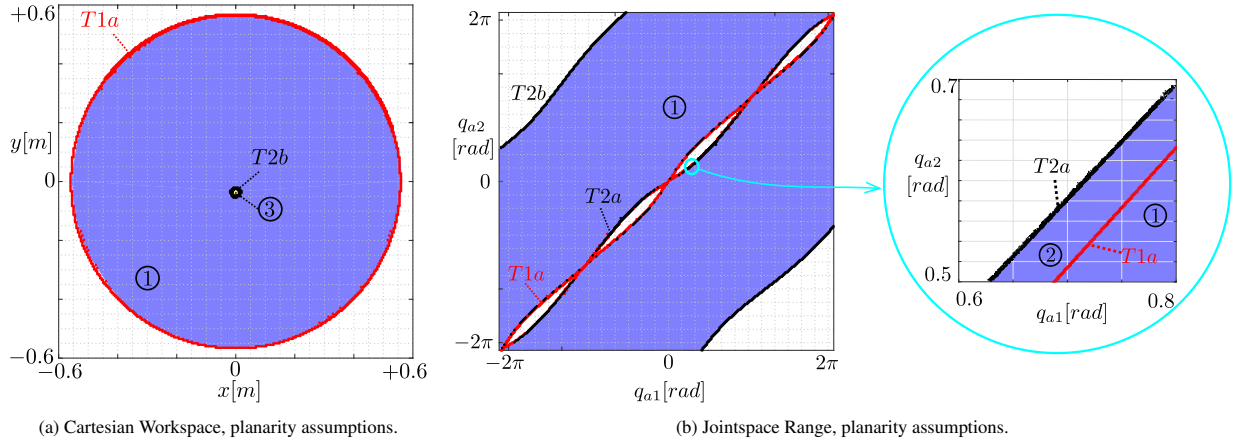 +0.6
T1a
y[m]
T2b
0
③
①
−0.6
−0.6
0
+0.6
x[m]
(a) Cartesian Workspace, planarity assumptions.
2π
T2b
①
q_{a2}
[rad]
0
T2a
T1a
−2π
−2π
0
2π
q_{a1}[rad]
0.7
q_{a2}
[rad]
T2a
①
②
T1a
0.5
0.6
0.8
q_{a1}[rad]
(b) Jointspace Range, planarity assumptions.